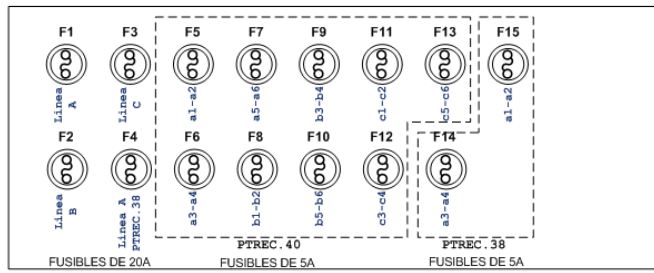 F1 F3 F5 F7 F9 F11 F13 F15
Linea A
Linea C
a1-a2
a5-a6
b3-b4
c1-c2
c5-c6
a1-a2
F2 F4 F6 F8 F10 F12 F14
Linea B
Linea A PTREC.38
a3-a4
b1-b2
b5-b6
c3-c4
a3-a4
PTREC.40 PTREC.38
FUSIBLES DE 20A FUSIBLES DE 5A FUSIBLES DE 5A